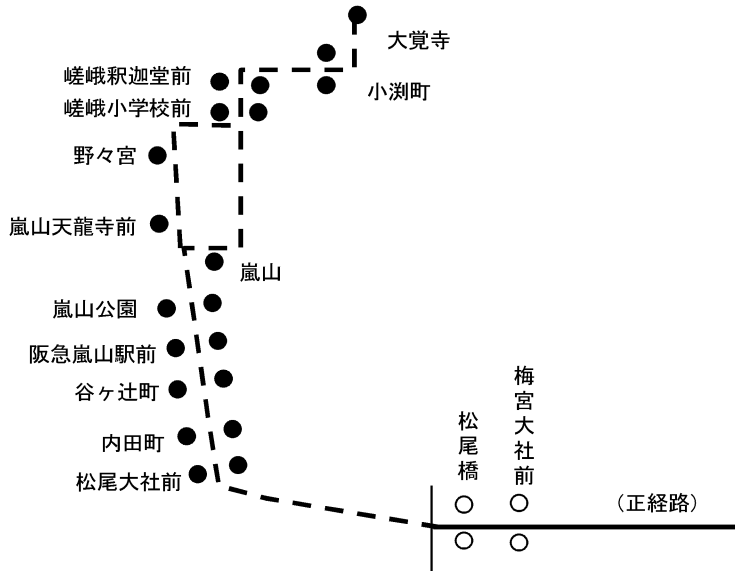 大覚寺
嵯峨釈迦堂前
小渕町
嵯峨小学校前
野々宮
嵐山天龍寺前
嵐山
嵐山公園
阪急嵐山駅前
谷ヶ辻町
内田町
松尾大社前
松尾橋
梅宮大社前
(正経路)